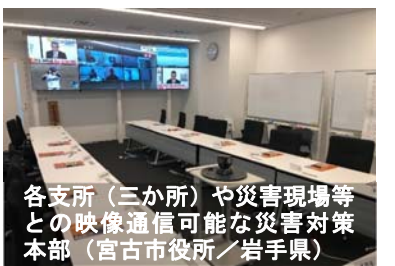 各支所（三か所）や災害現場等
との映像通信可能な災害対策
本部（宮古市役所／岩手県）